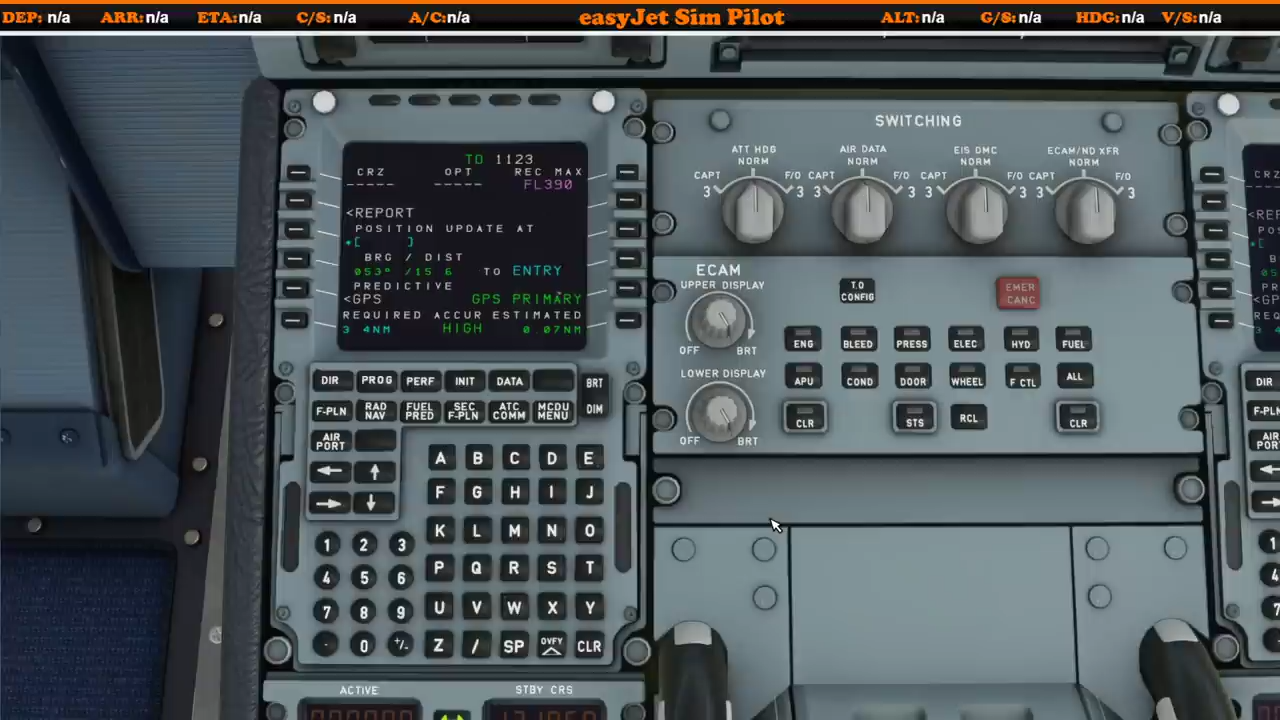 DEP: n/a ARR: n/a ETA: n/a C/S: n/a A/C: n/a easyJet Sim Pilot ALT: n/a G/S: n/a HDG: n/a V/S: n/a
TO 1123
CRZ OPT REC MAX
----- ----- FL390
<REPORT
POSITION UPDATE AT
*[ ]
BRG / DIST
053° /15.6 TO ENTRY
PREDICTIVE
<GPS GPS PRIMARY
REQUIRED ACCUR ESTIMATED
3.4NM HIGH 0.07NM
DIR PROG PERF INIT DATA
BRT
DIM
F-PLN RAD NAV FUEL PRED SEC F-PLN ATC COMM MCDU MENU
AIR PORT
← ↑
→ ↓
A B C D E
F G H I J
K L M N O
P Q R S T
U V W X Y
Z / SP OVFY CLR
1 2 3
4 5 6
7 8 9
. 0 +/-
ACTIVE STBY CRS
SWITCHING
ATT HDG AIR DATA EIS DMC ECAM/ND XFR
NORM NORM NORM NORM
CAPT F/O CAPT F/O CAPT F/O CAPT F/O
3 3 3 3 3 3 3
ECAM
UPPER DISPLAY
OFF BRT
LOWER DISPLAY
OFF BRT
T.O CONFIG
EMER CANC
ENG BLEED PRESS ELEC HYD FUEL
APU COND DOOR WHEEL F CTL ALL
CLR STS RCL CLR
CRZ
DIR
F-PLN
1
4
7